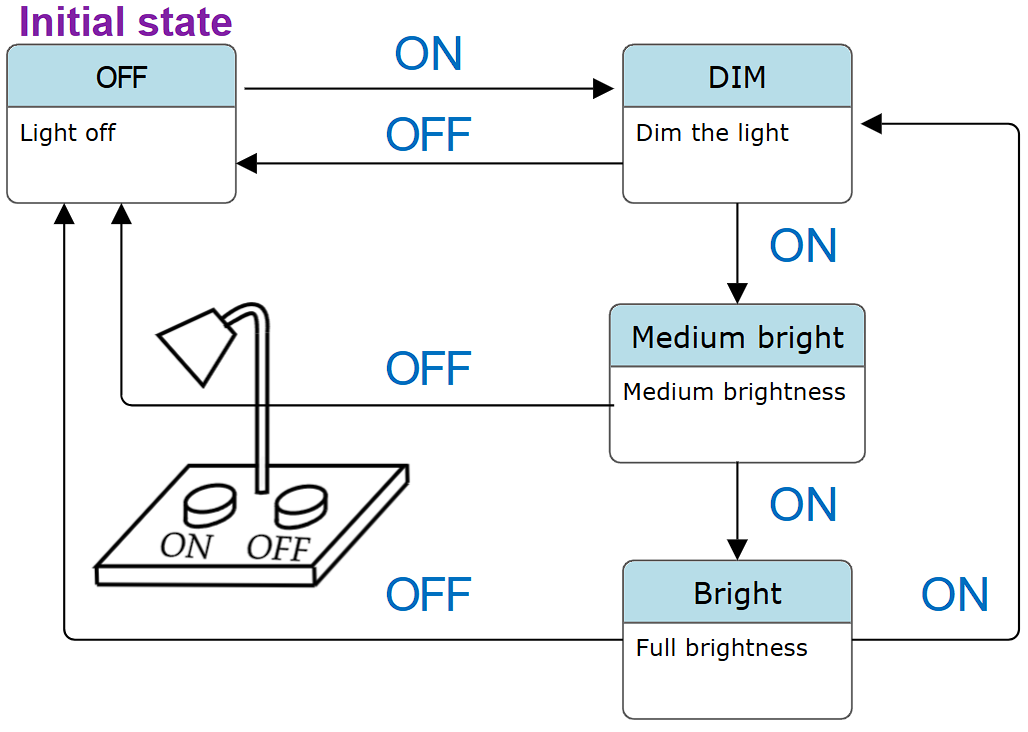 Initial state
OFF
Light off
ON
OFF
DIM
Dim the light
ON
Medium bright
Medium brightness
OFF
ON
ON OFF
OFF
Bright
Full brightness
ON